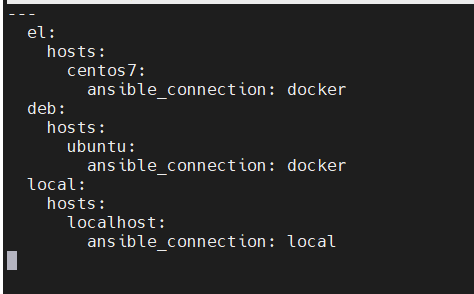 ---
  el:
    hosts:
      centos7:
        ansible_connection: docker
  deb:
    hosts:
      ubuntu:
        ansible_connection: docker
  local:
    hosts:
      localhost:
        ansible_connection: local